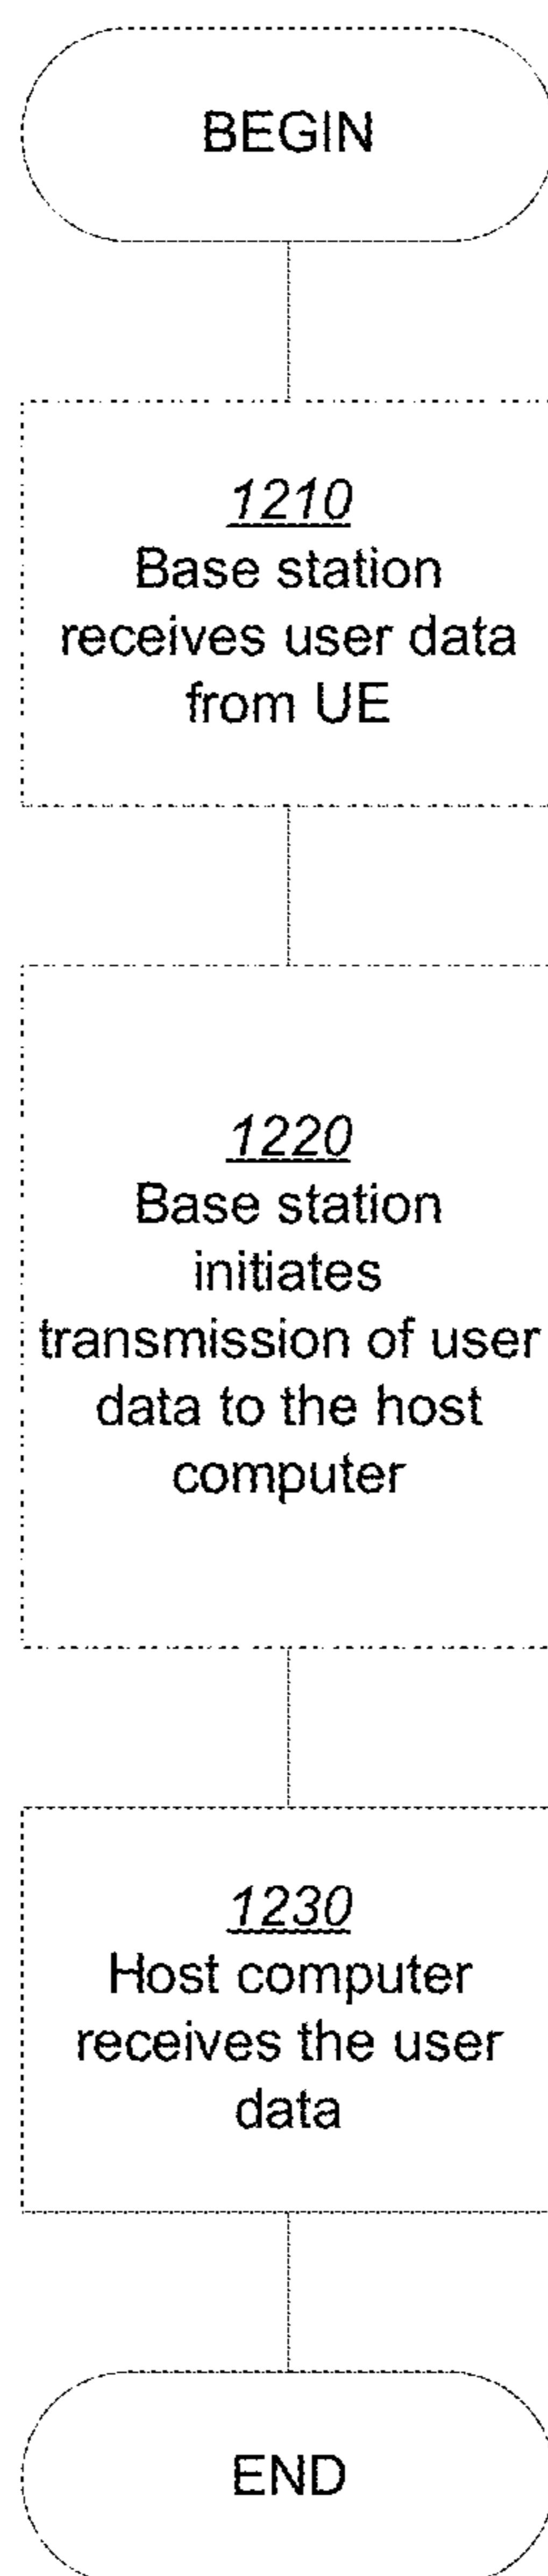 BEGIN
1210
Base station
receives user data
from UE
1220
Base station
initiates
transmission of user
data to the host
computer
1230
Host computer
receives the user
data
END